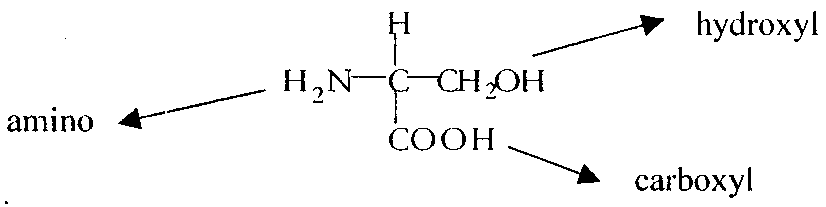 H
hydroxyl
H₂N—C—CH₂OH
amino
COOH
carboxyl